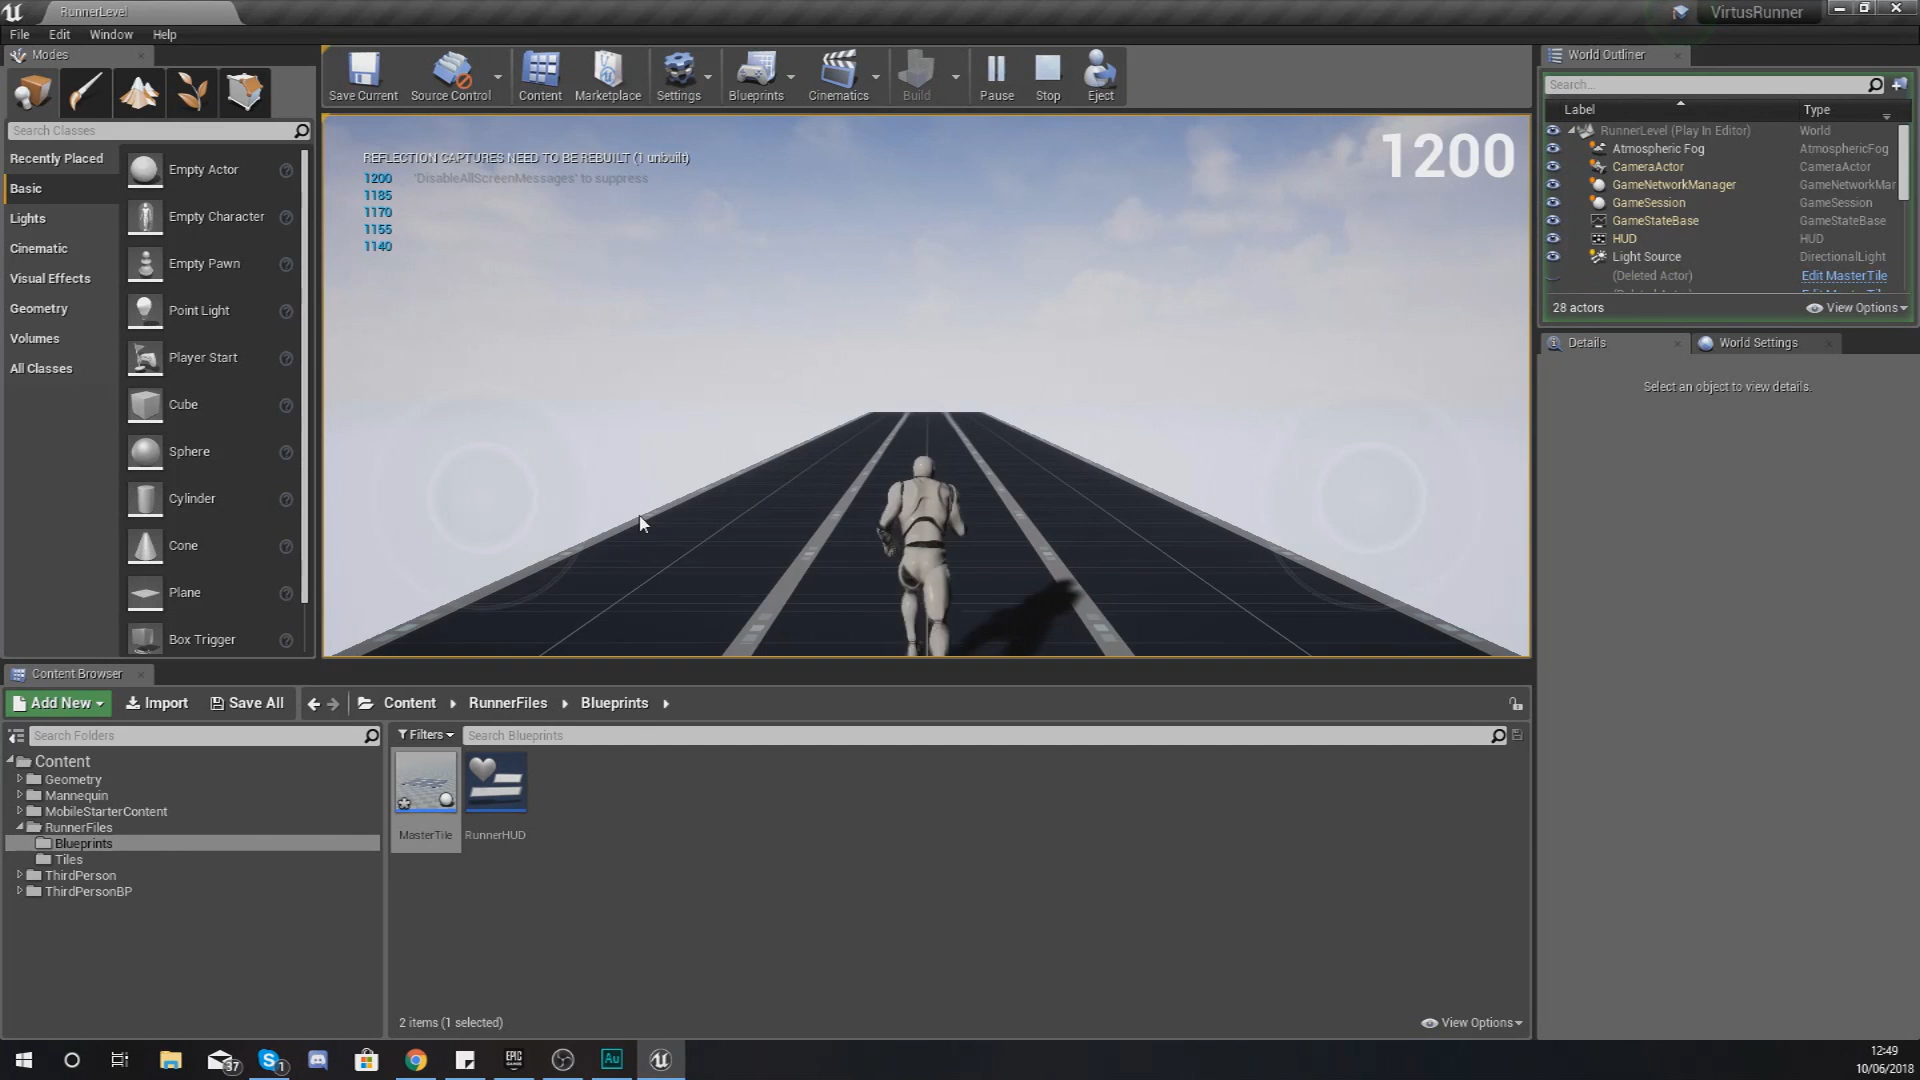 RunnerLevel
VirtusRunner
File Edit Window Help
Modes
Search Classes
Recently Placed
Basic
Lights
Cinematic
Visual Effects
Geometry
Volumes
All Classes
Empty Actor
Empty Character
Empty Pawn
Point Light
Player Start
Cube
Sphere
Cylinder
Cone
Plane
Box Trigger
Save Current Source Control Content Marketplace Settings Blueprints Cinematics Build Pause Stop Eject
REFLECTION CAPTURES NEED TO BE REBUILT (1 unbuilt)
1200 'DisableAllScreenMessages' to suppress
1185
1170
1155
1140
1200
World Outliner
Search...
Label Type
RunnerLevel (Play In Editor) World
Atmospheric Fog AtmosphericFog
CameraActor CameraActor
GameNetworkManager GameNetworkMar
GameSession GameSession
GameStateBase GameStateBase
HUD HUD
Light Source DirectionalLight
(Deleted Actor) Edit MasterTile
28 actors View Options
Details World Settings
Select an object to view details.
Content Browser
Add New Import Save All Content RunnerFiles Blueprints
Search Folders
Filters Search Blueprints
Content
Geometry
Mannequin
MobileStarterContent
RunnerFiles
Blueprints
Tiles
ThirdPerson
ThirdPersonBP
MasterTile RunnerHUD
2 items (1 selected) View Options
37
1
EPIC
GAMES
Au
12:49
10/06/2018